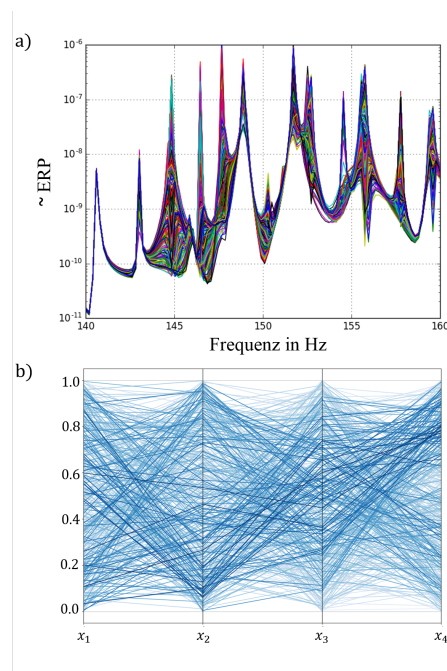 a)
~ ERP
10⁻⁶
10⁻⁷
10⁻⁸
10⁻⁹
10⁻¹⁰
10⁻¹¹
140 145 150 155 160
Frequenz in Hz
b)
1.0
0.8
0.6
0.4
0.2
0.0
x₁ x₂ x₃ x₄